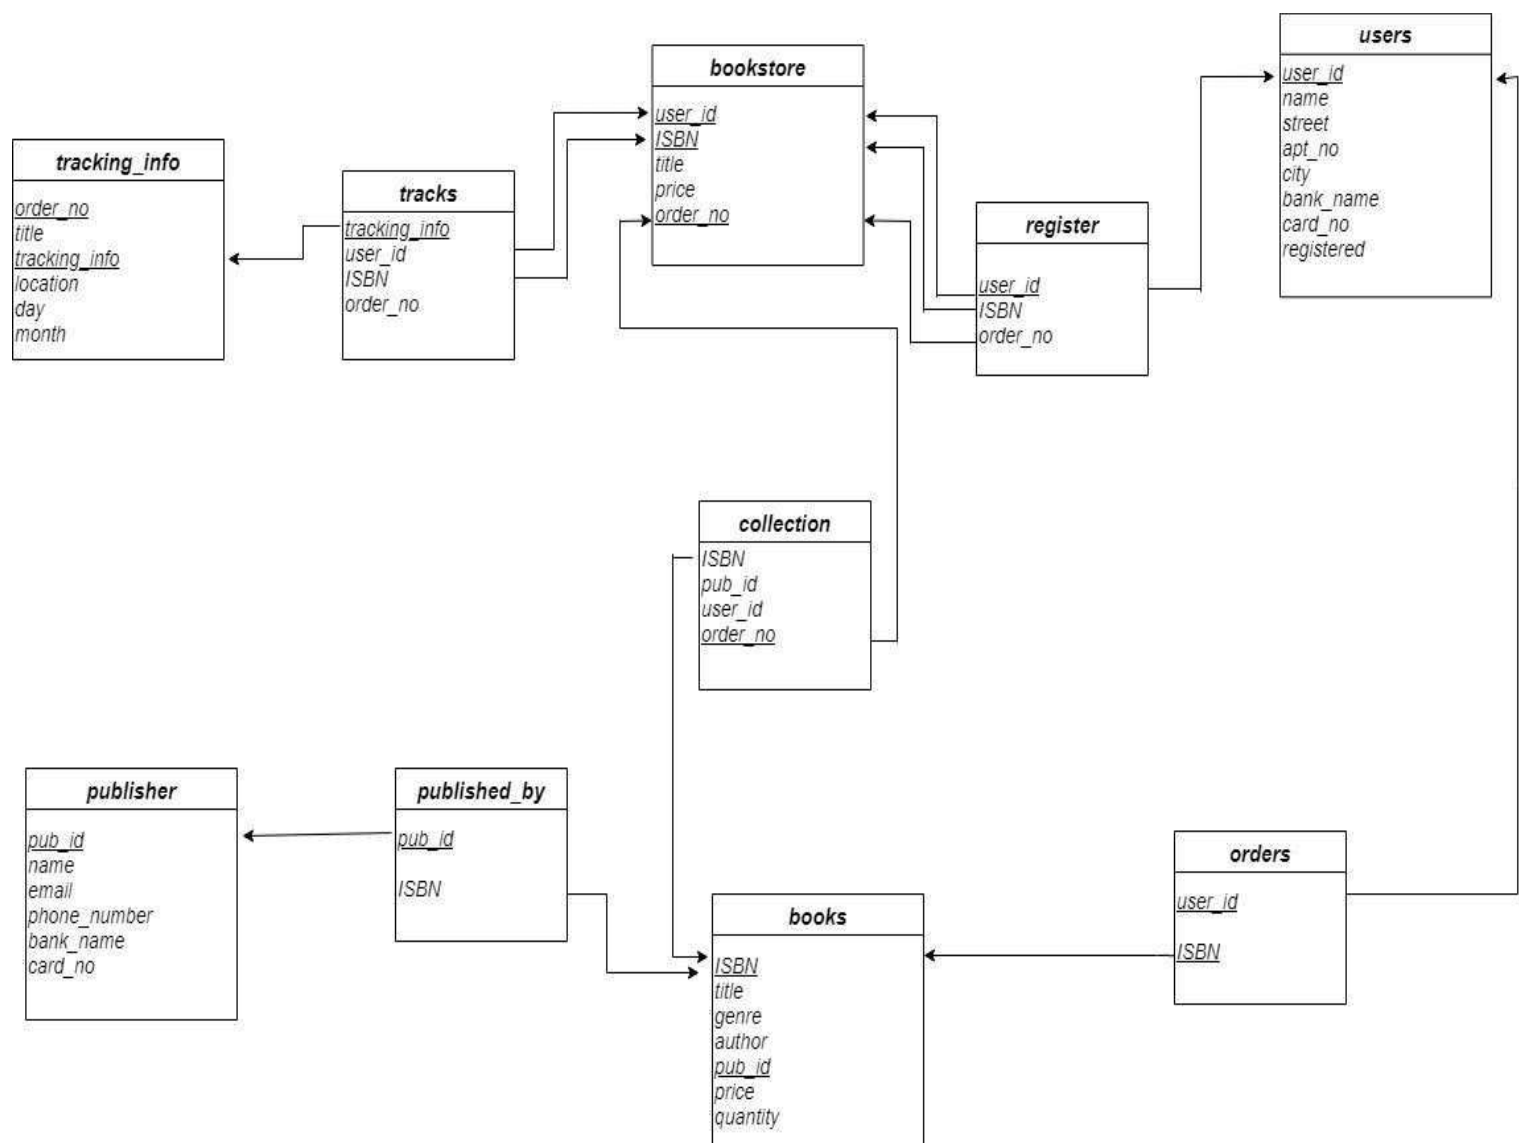 users
user_id
name
street
apt_no
city
bank_name
card_no
registered
bookstore
user_id
ISBN
title
price
order_no
tracking_info
order_no
title
tracking_info
location
day
month
tracks
tracking_info
user_id
ISBN
order_no
register
user_id
ISBN
order_no
collection
ISBN
pub_id
user_id
order_no
publisher
pub_id
name
email
phone_number
bank_name
card_no
published_by
pub_id
ISBN
books
ISBN
title
genre
author
pub_id
price
quantity
orders
user_id
ISBN